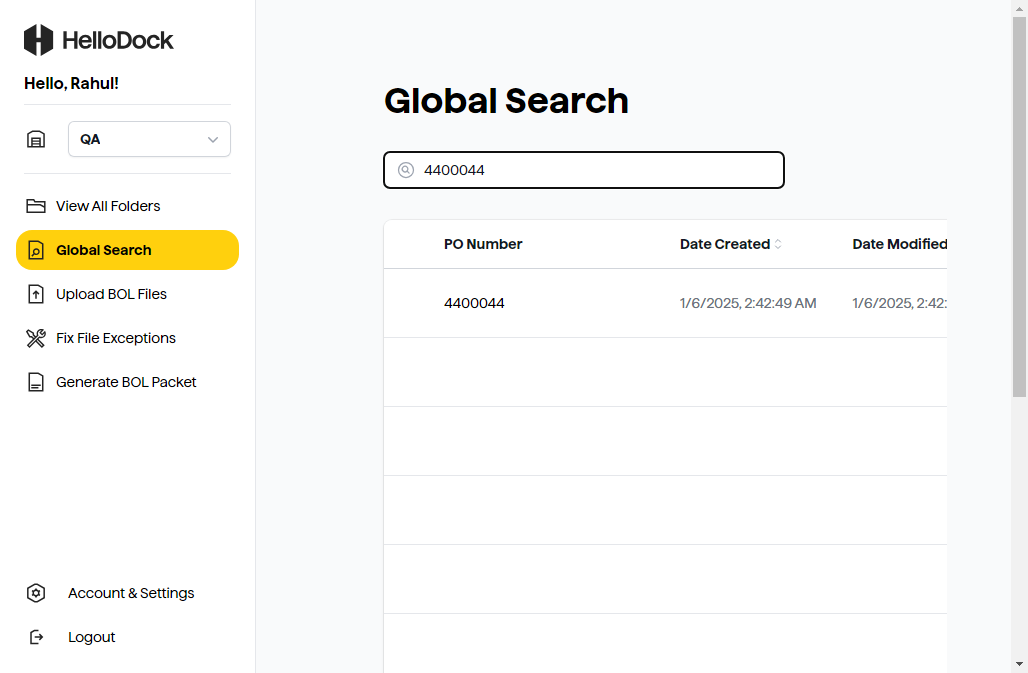 HelloDock
Hello, Rahul!
QA
View All Folders
Global Search
Upload BOL Files
Fix File Exceptions
Generate BOL Packet
Account & Settings
Logout
Global Search
4400044
PO Number Date Created Date Modified
4400044 1/6/2025, 2:42:49 AM 1/6/2025, 2:42: